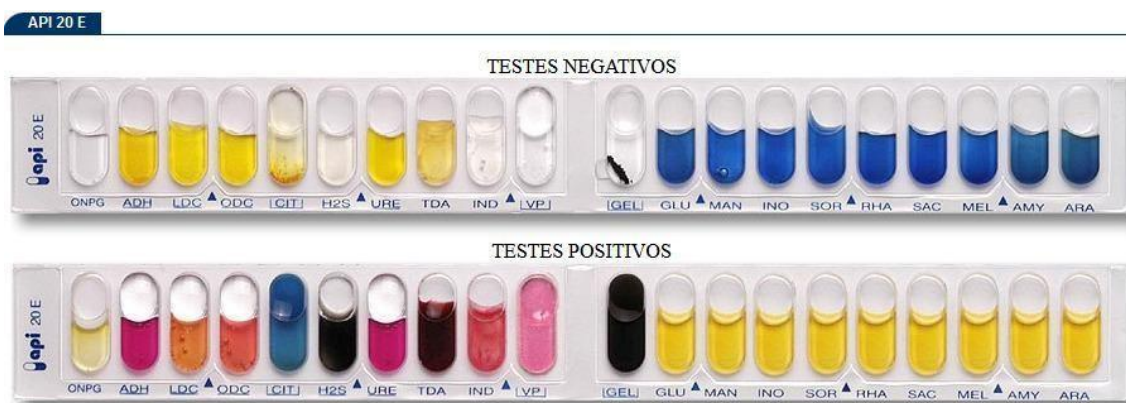 API 20 E
TESTES NEGATIVOS
api 20 E
ONPG ADH LDC ODC CIT H2S URE TDA IND VP GEL GLU MAN INO SOR RHA SAC MEL AMY ARA
TESTES POSITIVOS
api 20 E
ONPG ADH LDC ODC CIT H2S URE TDA IND VP GEL GLU MAN INO SOR RHA SAC MEL AMY ARA